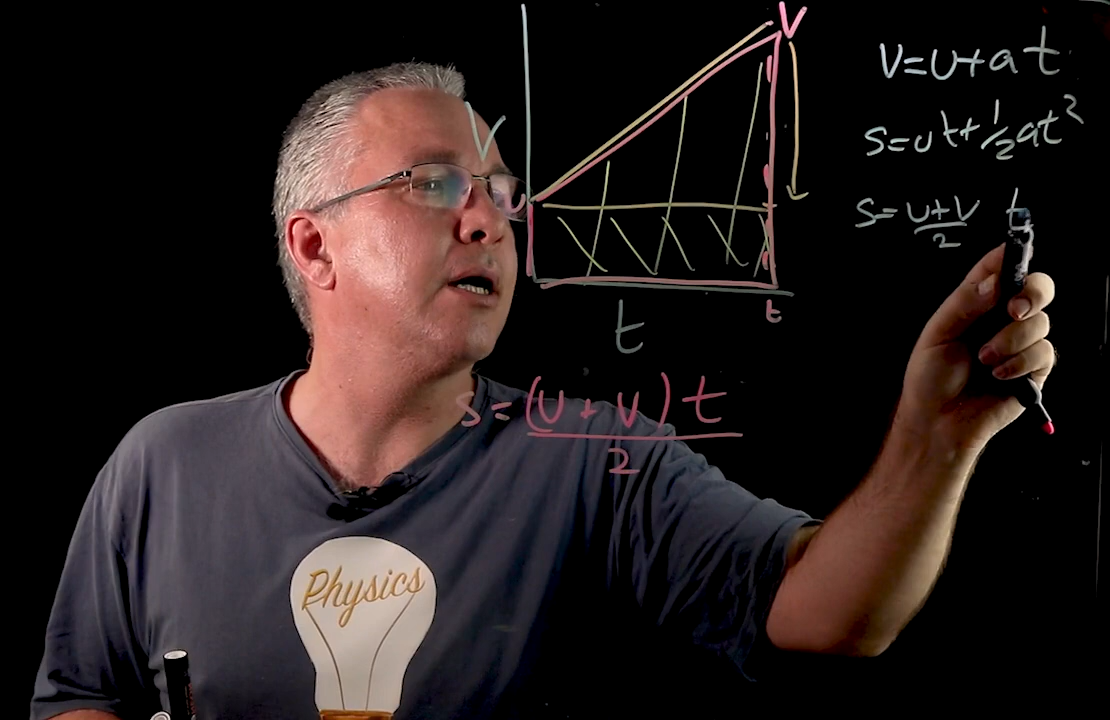 V
V
V=u+at
s=ut+½at²
s=u+v/2 t
u
t
t
s=(u+v)t/2
Physics